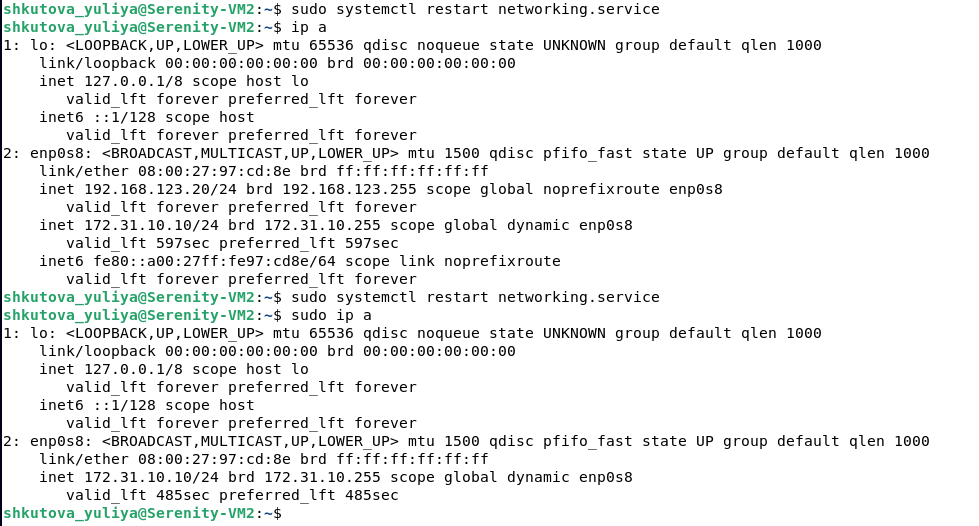 shkutova_yuliya@Serenity-VM2:~$ sudo systemctl restart networking.service
shkutova_yuliya@Serenity-VM2:~$ ip a
1: lo: <LOOPBACK,UP,LOWER_UP> mtu 65536 qdisc noqueue state UNKNOWN group default qlen 1000
    link/loopback 00:00:00:00:00:00 brd 00:00:00:00:00:00
    inet 127.0.0.1/8 scope host lo
       valid_lft forever preferred_lft forever
    inet6 ::1/128 scope host
       valid_lft forever preferred_lft forever
2: enp0s8: <BROADCAST,MULTICAST,UP,LOWER_UP> mtu 1500 qdisc pfifo_fast state UP group default qlen 1000
    link/ether 08:00:27:97:cd:8e brd ff:ff:ff:ff:ff:ff
    inet 192.168.123.20/24 brd 192.168.123.255 scope global noprefixroute enp0s8
       valid_lft forever preferred_lft forever
    inet 172.31.10.10/24 brd 172.31.10.255 scope global dynamic enp0s8
       valid_lft 597sec preferred_lft 597sec
    inet6 fe80::a00:27ff:fe97:cd8e/64 scope link noprefixroute
       valid_lft forever preferred_lft forever
shkutova_yuliya@Serenity-VM2:~$ sudo systemctl restart networking.service
shkutova_yuliya@Serenity-VM2:~$ sudo ip a
1: lo: <LOOPBACK,UP,LOWER_UP> mtu 65536 qdisc noqueue state UNKNOWN group default qlen 1000
    link/loopback 00:00:00:00:00:00 brd 00:00:00:00:00:00
    inet 127.0.0.1/8 scope host lo
       valid_lft forever preferred_lft forever
    inet6 ::1/128 scope host
       valid_lft forever preferred_lft forever
2: enp0s8: <BROADCAST,MULTICAST,UP,LOWER_UP> mtu 1500 qdisc pfifo_fast state UP group default qlen 1000
    link/ether 08:00:27:97:cd:8e brd ff:ff:ff:ff:ff:ff
    inet 172.31.10.10/24 brd 172.31.10.255 scope global dynamic enp0s8
       valid_lft 485sec preferred_lft 485sec
shkutova_yuliya@Serenity-VM2:~$